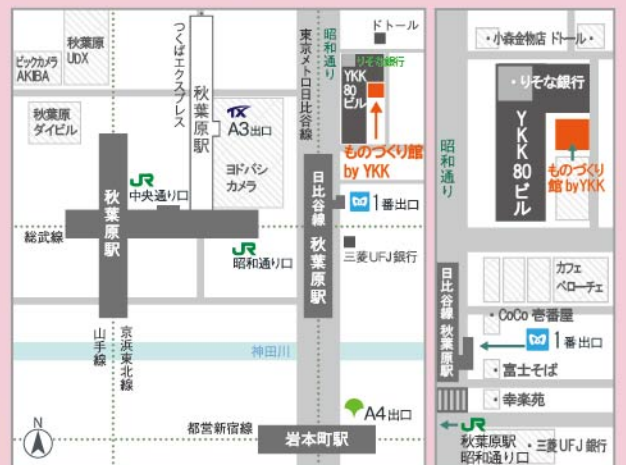 秋葉原
UDX
ビックカメラ
AKIBA
秋葉原
ダイビル
つくばエクスプレス
秋葉原駅
TX
A3出口
ヨドバシ
カメラ
JR
中央通り口
秋葉原駅
総武線
JR
昭和通り口
山手線
京浜東北線
神田川
都営新宿線
岩本町駅
A4出口
N
東京メトロ日比谷線
昭和通り
ドトール
りそな銀行
YKK
80
ビル
ものづくり館
by YKK
日比谷線 秋葉原駅
1番出口
三菱UFJ銀行
・小森金物店 ドトール・
・りそな銀行
昭和通り
YKK80ビル
ものづくり
館 byYKK
カフェ
ベローチェ
日比谷線 秋葉原駅
・CoCo壱番屋
1番出口
・富士そば
・幸楽苑
JR
秋葉原駅
昭和通り口
・三菱UFJ銀行